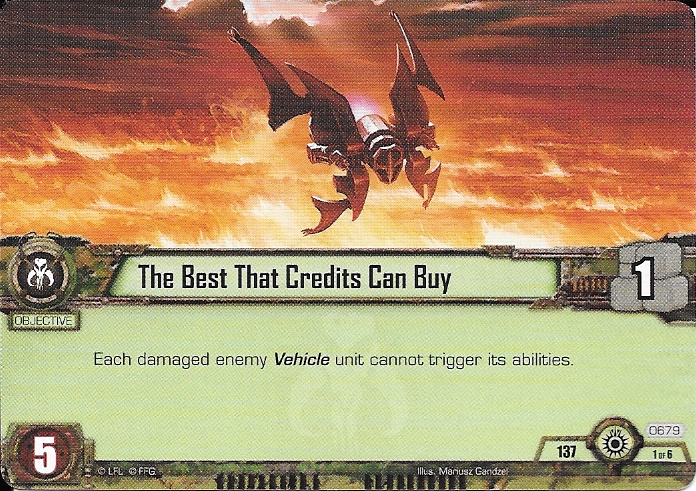 The Best That Credits Can Buy
1
OBJECTIVE
Each damaged enemy Vehicle unit cannot trigger its abilities.
5
© LFL © FFG
Illus. Mariusz Gandzel
137
0679
1 OF 6